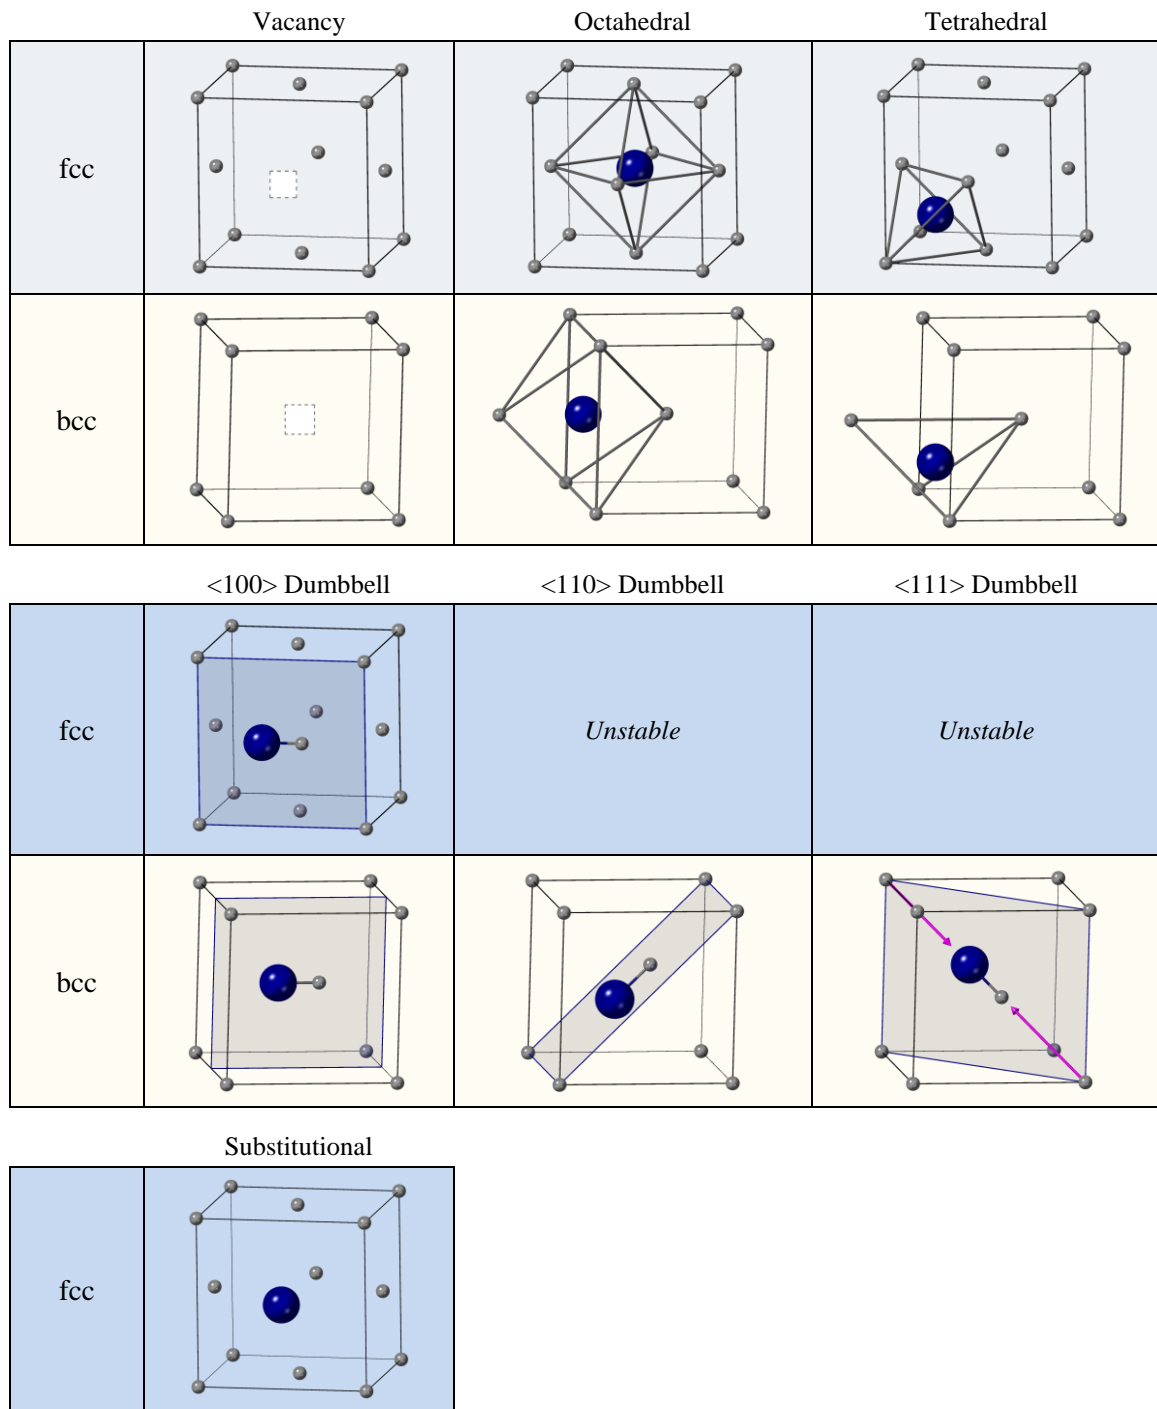 Vacancy Octahedral Tetrahedral
fcc
bcc
<100> Dumbbell <110> Dumbbell <111> Dumbbell
fcc Unstable Unstable
bcc
Substitutional
fcc